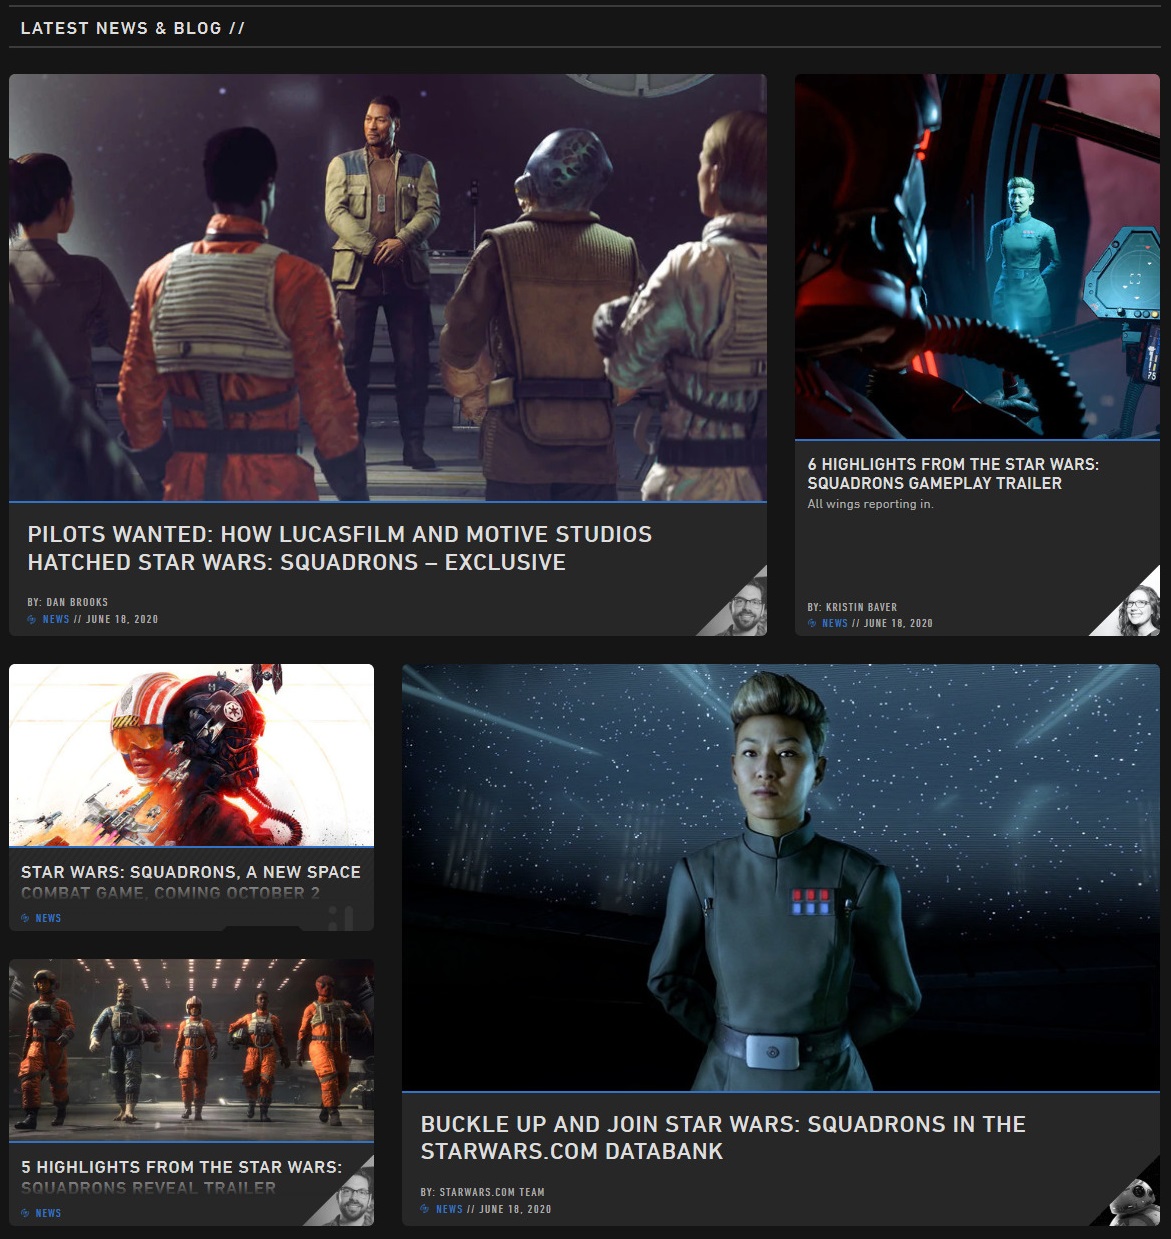 LATEST NEWS & BLOG //
PILOTS WANTED: HOW LUCASFILM AND MOTIVE STUDIOS
HATCHED STAR WARS: SQUADRONS – EXCLUSIVE
BY: DAN BROOKS
NEWS // JUNE 18, 2020
75
6 HIGHLIGHTS FROM THE STAR WARS:
SQUADRONS GAMEPLAY TRAILER
All wings reporting in.
BY: KRISTIN BAVER
NEWS // JUNE 18, 2020
STAR WARS: SQUADRONS, A NEW SPACE
COMBAT GAME, COMING OCTOBER 2
NEWS
5 HIGHLIGHTS FROM THE STAR WARS:
SQUADRONS REVEAL TRAILER
NEWS
BUCKLE UP AND JOIN STAR WARS: SQUADRONS IN THE
STARWARS.COM DATABANK
BY: STARWARS.COM TEAM
NEWS // JUNE 18, 2020